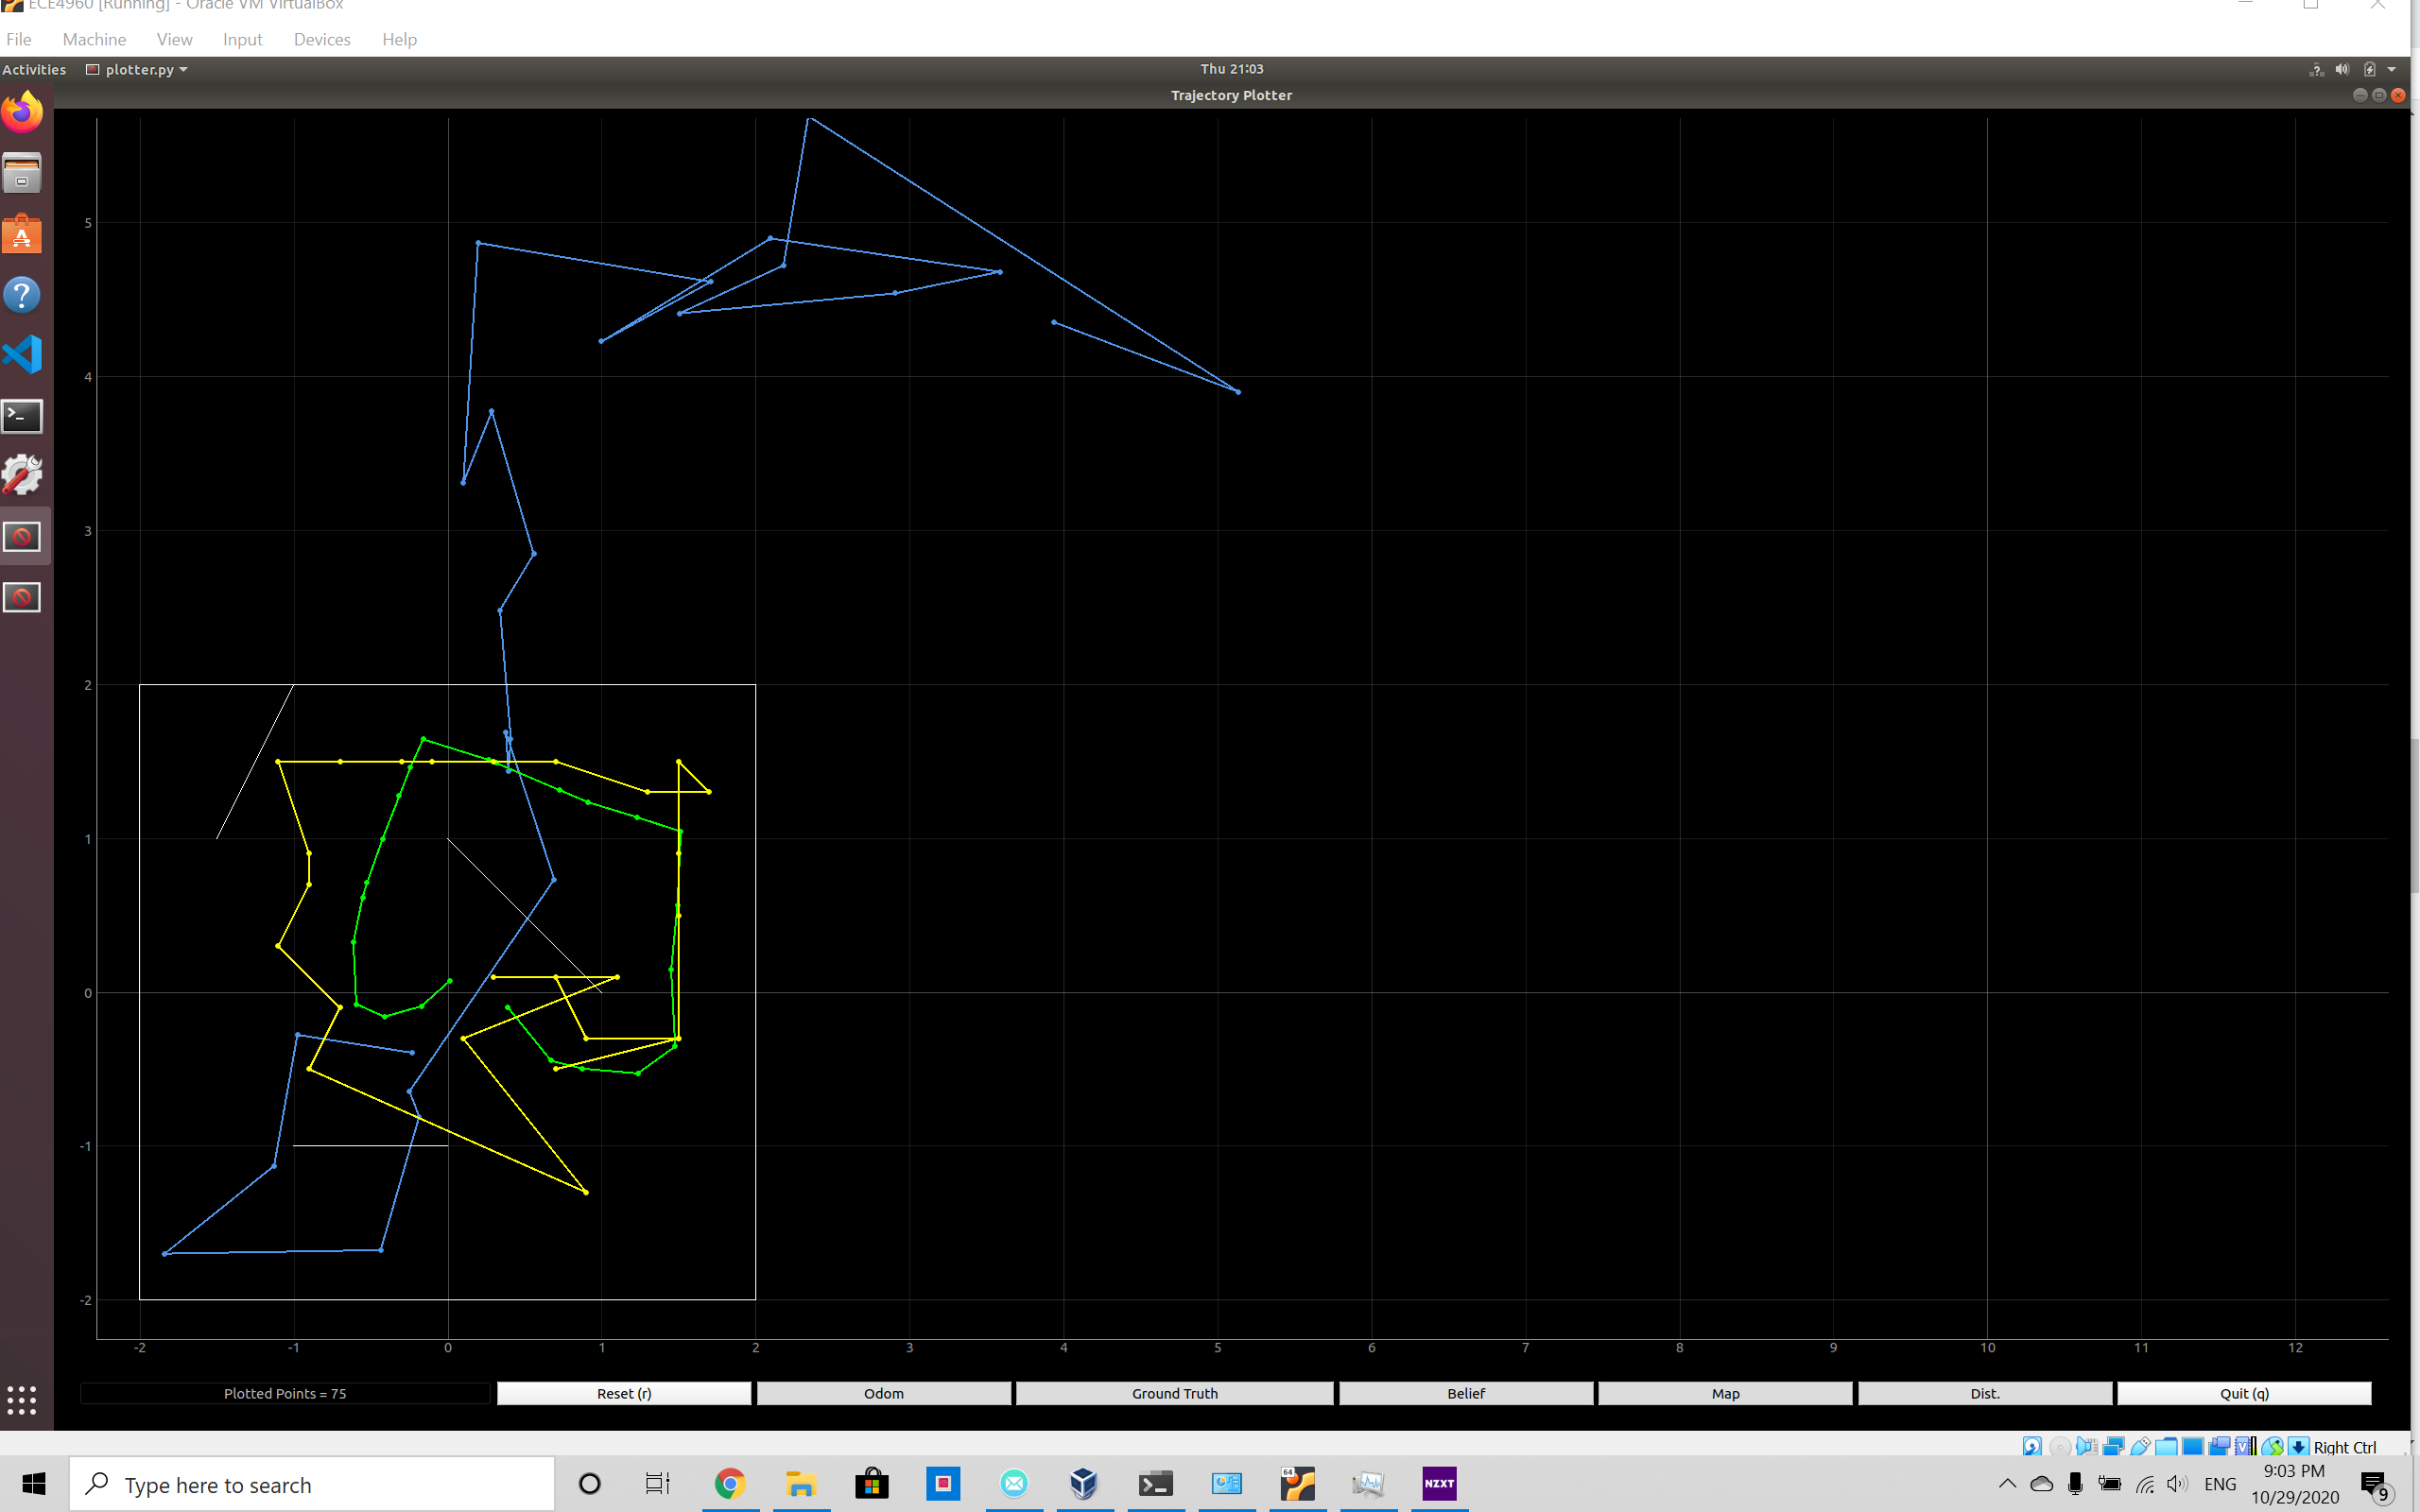 ECE4960 [Running] - Oracle VM VirtualBox
File Machine View Input Devices Help
Activities plotter.py Thu 21:03
Trajectory Plotter
5
4
3
2
1
0
-1
-2
-2 -1 0 1 2 3 4 5 6 7 8 9 10 11 12
Plotted Points = 75 Reset (r) Odom Ground Truth Belief Map Dist. Quit (q)
Right Ctrl
Type here to search 64 NZXT ENG 9:03 PM
10/29/2020 9